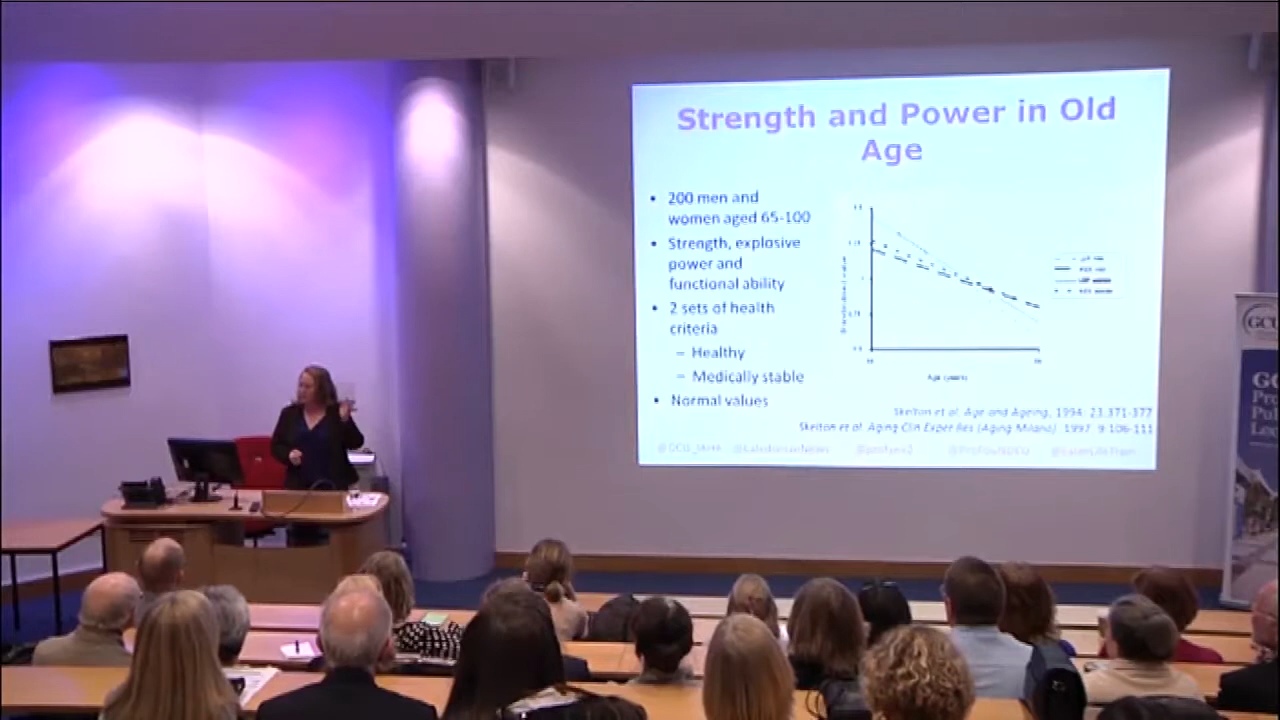 Strength and Power in Old
Age
• 200 men and
women aged 65-100
• Strength, explosive
power and
functional ability
• 2 sets of health
criteria
– Healthy
– Medically stable
• Normal values
Age (years)
Skelton et al. Age and Ageing, 1994: 23.371-377
Skelton et al. Aging Clin Exper Res (Aging Milano). 1997: 9.106-111
@CaledonianNews
GCU